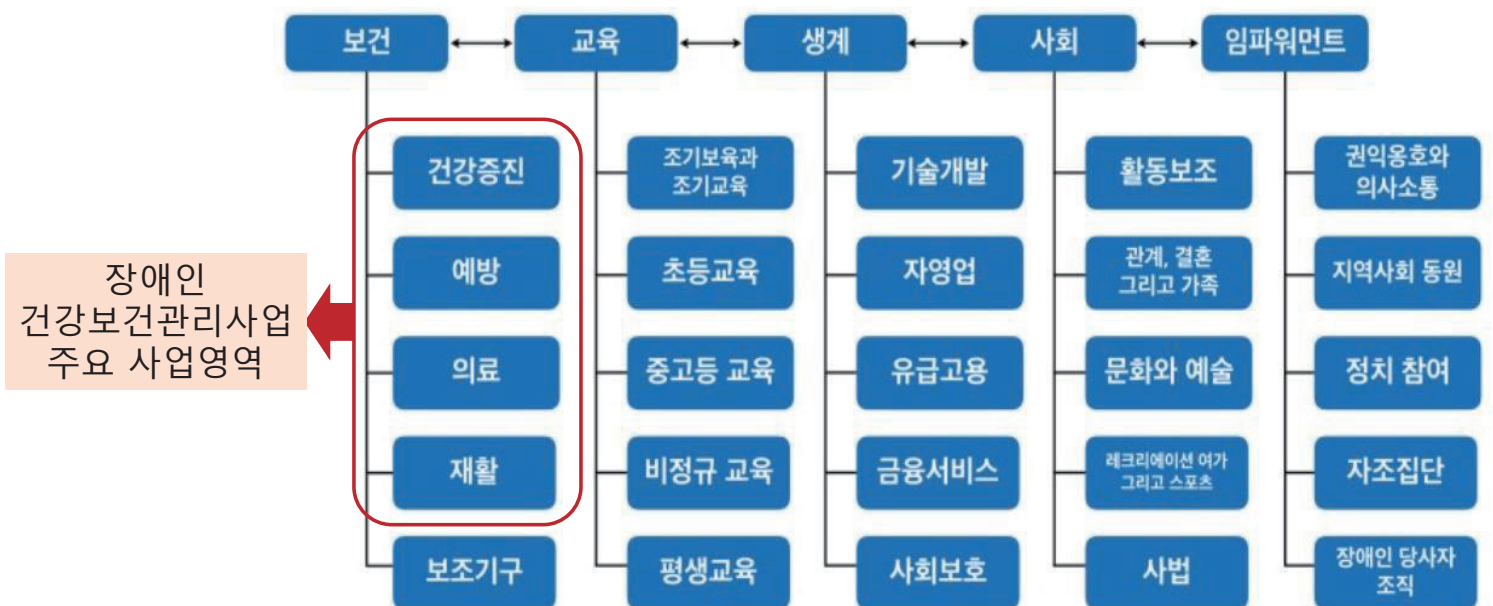 보건
교육
생계
사회
임파워먼트
건강증진
조기보육과
조기교육
기술개발
활동보조
권익옹호와
의사소통
예방
초등교육
자영업
관계, 결혼
그리고 가족
지역사회 동원
장애인
건강보건관리사업
주요 사업영역
의료
중고등 교육
유급고용
문화와 예술
정치 참여
재활
비정규 교육
금융서비스
레크리에이션 여가
그리고 스포츠
자조집단
보조기구
평생교육
사회보호
사법
장애인 당사자
조직